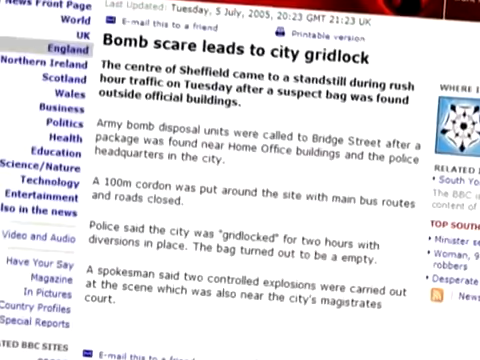 News Front Page
World
UK
England
Northern Ireland
Scotland
Wales
Business
Politics
Health
Education
Science/Nature
Technology
Entertainment
Also in the news
Video and Audio
Have Your Say
Magazine
In Pictures
Country Profiles
Special Reports
BBC SITES
Last Updated: Tuesday, 5 July, 2005, 20:23 GMT 21:23 UK
E-mail this to a friend
Printable version
Bomb scare leads to city gridlock
The centre of Sheffield came to a standstill during rush
hour traffic on Tuesday after a suspect bag was found
outside official buildings.
Army bomb disposal units were called to Bridge Street after a
package was found near Home Office buildings and the police
headquarters in the city.
A 100m cordon was put around the site with main bus routes
and roads closed.
Police said the city was "gridlocked" for two hours with
diversions in place. The bag turned out to be a empty.
A spokesman said two controlled explosions were carried out
at the scene which was also near the city's magistrates
court.
E-mail this to a friend
WHERE
RELATED
South Yo
The BBC is
content of
TOP SOUTH
Minister se
Woman, 9
robbers
Desperate
News